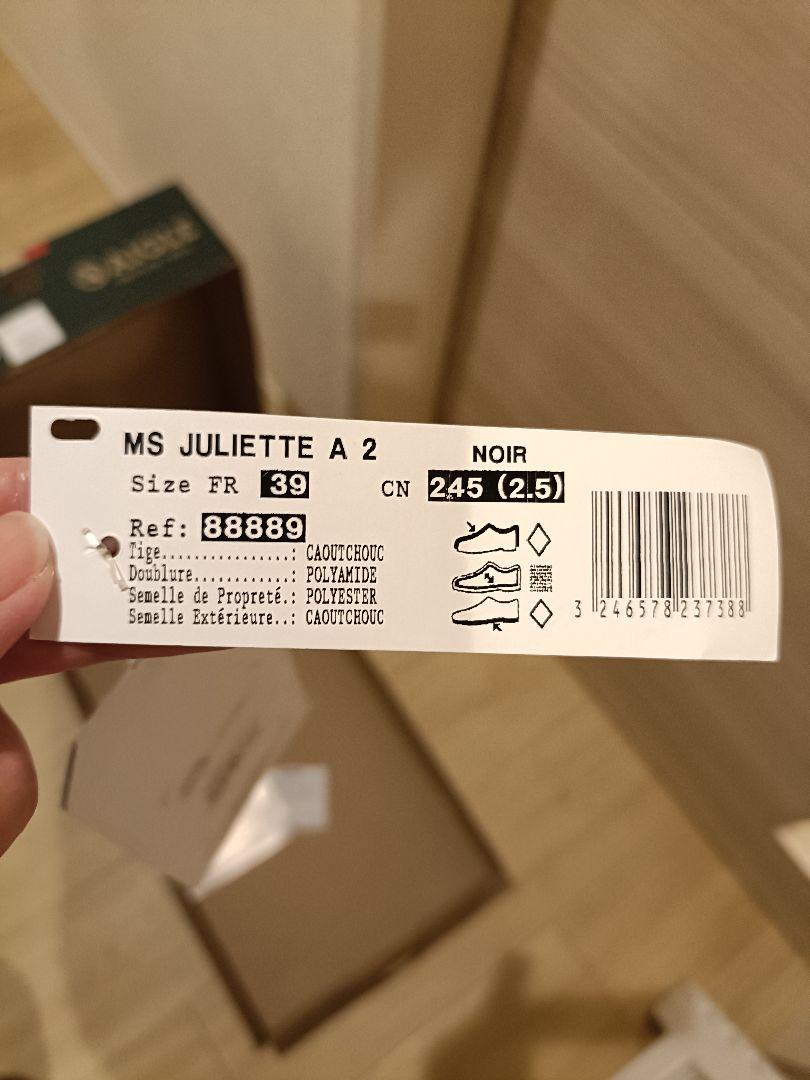 AIGLE
MS JULIETTE A 2 NOIR
Size FR 39 CN 245 (2.5)
Ref: 88889
Tige................: CAOUTCHOUC
Doublure............: POLYAMIDE
Semelle de Propreté.: POLYESTER
Semelle Extérieure..: CAOUTCHOUC
3 246578 237388